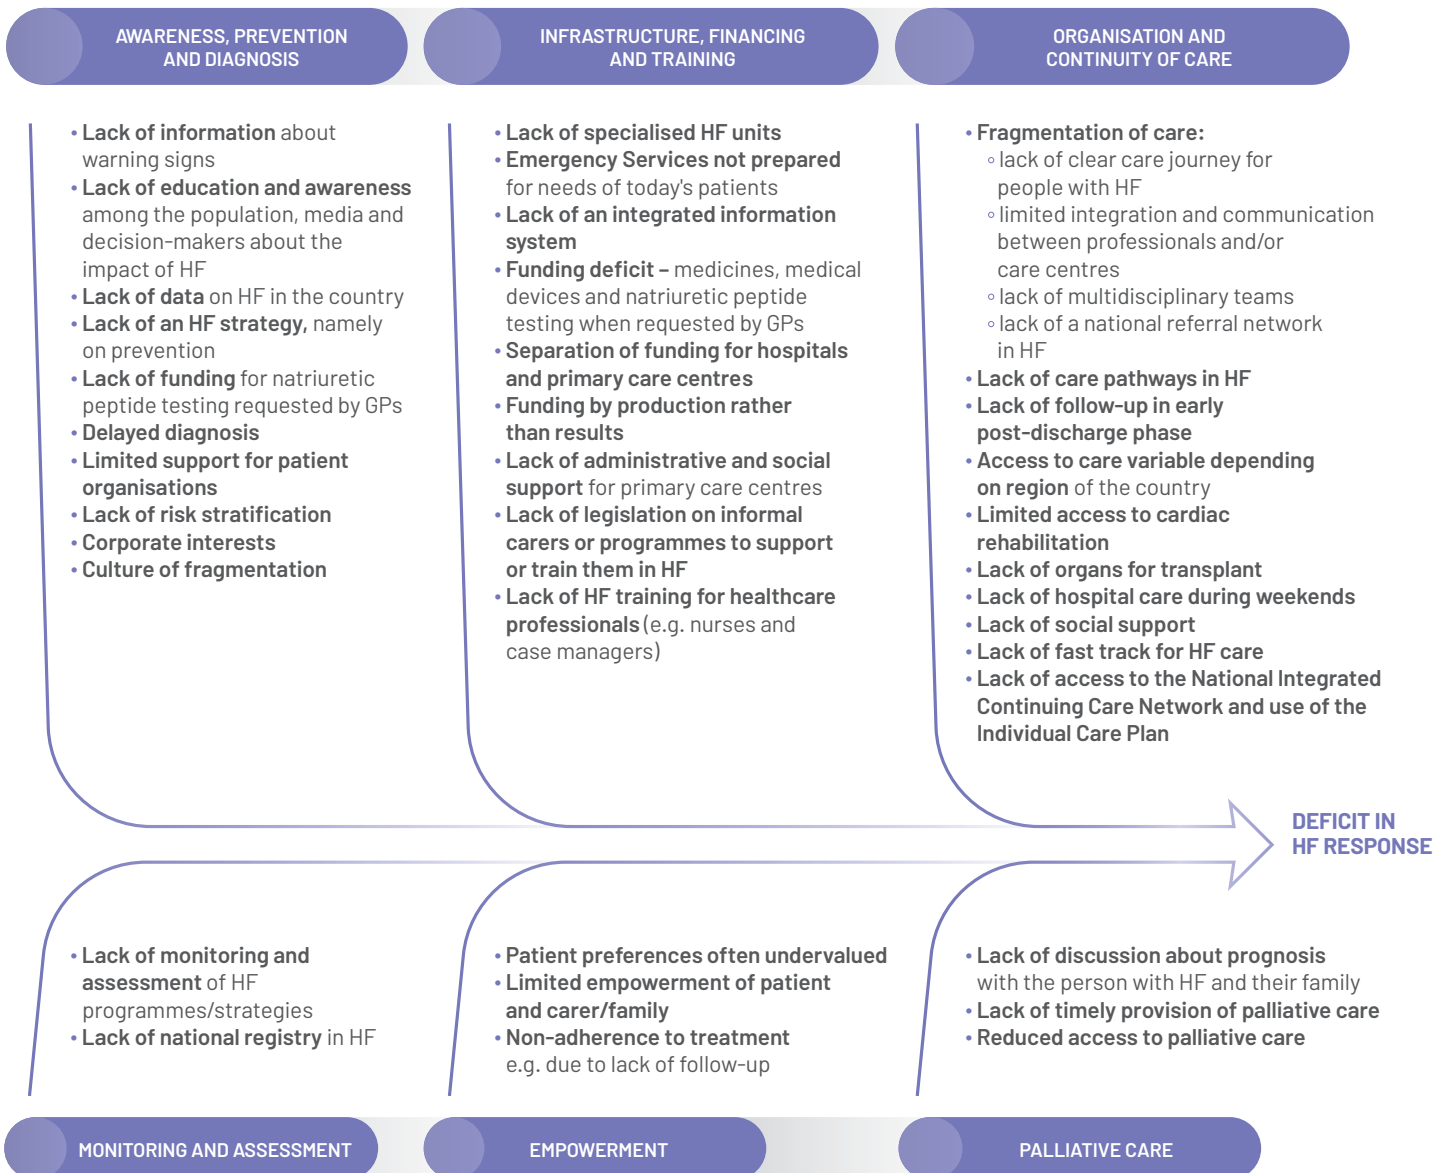 AWARENESS, PREVENTION
AND DIAGNOSIS
• Lack of information about
warning signs
• Lack of education and awareness
among the population, media and
decision-makers about the
impact of HF
• Lack of data on HF in the country
• Lack of an HF strategy, namely
on prevention
• Lack of funding for natriuretic
peptide testing requested by GPs
• Delayed diagnosis
• Limited support for patient
organisations
• Lack of risk stratification
• Corporate interests
• Culture of fragmentation
INFRASTRUCTURE, FINANCING
AND TRAINING
• Lack of specialised HF units
• Emergency Services not prepared
for needs of today's patients
• Lack of an integrated information
system
• Funding deficit – medicines, medical
devices and natriuretic peptide
testing when requested by GPs
• Separation of funding for hospitals
and primary care centres
• Funding by production rather
than results
• Lack of administrative and social
support for primary care centres
• Lack of legislation on informal
carers or programmes to support
or train them in HF
• Lack of HF training for healthcare
professionals (e.g. nurses and
case managers)
ORGANISATION AND
CONTINUITY OF CARE
• Fragmentation of care:
◦ lack of clear care journey for
people with HF
◦ limited integration and communication
between professionals and/or
care centres
◦ lack of multidisciplinary teams
◦ lack of a national referral network
in HF
• Lack of care pathways in HF
• Lack of follow-up in early
post-discharge phase
• Access to care variable depending
on region of the country
• Limited access to cardiac
rehabilitation
• Lack of organs for transplant
• Lack of hospital care during weekends
• Lack of social support
• Lack of fast track for HF care
• Lack of access to the National Integrated
Continuing Care Network and use of the
Individual Care Plan
DEFICIT IN
HF RESPONSE
• Lack of monitoring and
assessment of HF
programmes/strategies
• Lack of national registry in HF
MONITORING AND ASSESSMENT
• Patient preferences often undervalued
• Limited empowerment of patient
and carer/family
• Non-adherence to treatment
e.g. due to lack of follow-up
EMPOWERMENT
• Lack of discussion about prognosis
with the person with HF and their family
• Lack of timely provision of palliative care
• Reduced access to palliative care
PALLIATIVE CARE